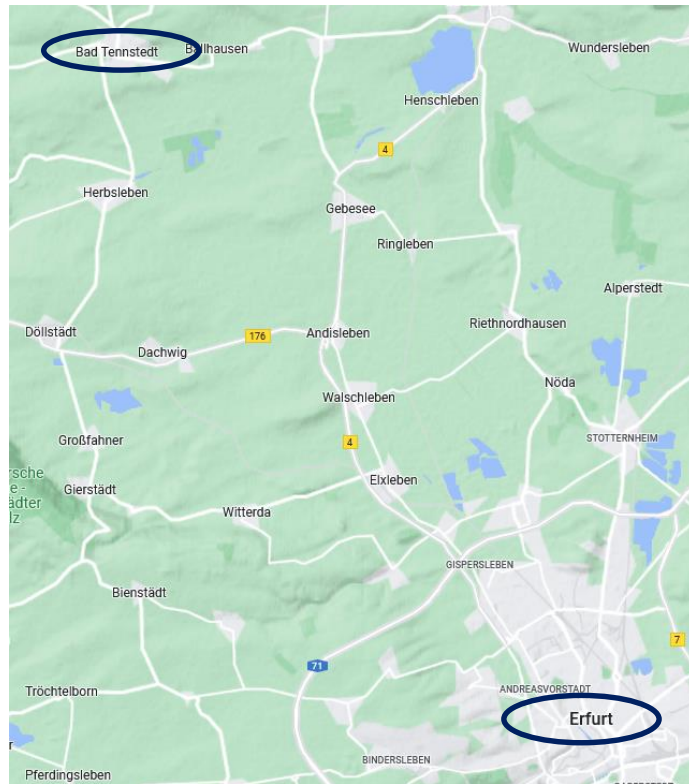 Bad Tennstedt
Ballhausen
Wundersleben
Henschleben
4
Herbsleben
Gebesee
Ringleben
Alperstedt
Döllstädt
176
Andisleben
Riethnordhausen
Dachwig
Nöda
Walschleben
Großfahner
4
STOTTERNHEIM
Gierstädt
Elxleben
Witterda
GISPERSLEBEN
Bienstädt
7
71
Tröchtelborn
ANDREASVORSTADT
Erfurt
BINDERSLEBEN
Pferdingsleben